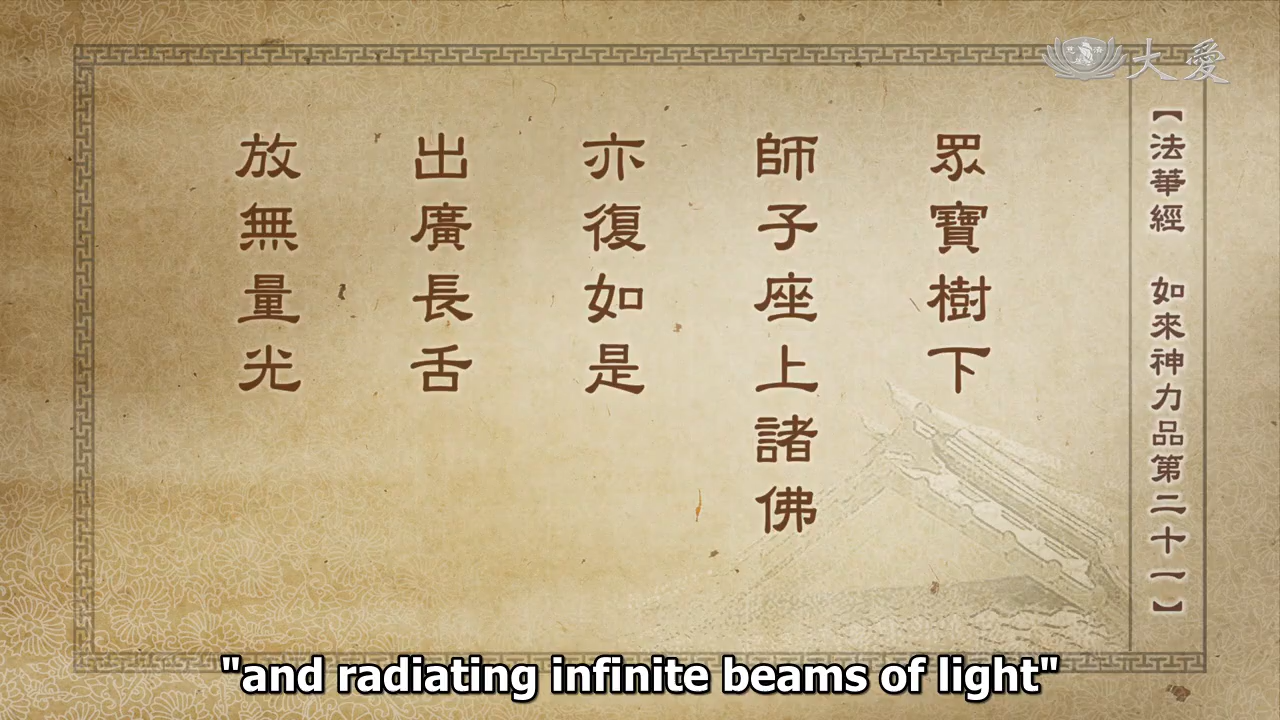 大愛
【法華經 如來神力品第二十一】
眾寶樹下
師子座上諸佛
亦復如是
出廣長舌
放無量光
"and radiating infinite beams of light"